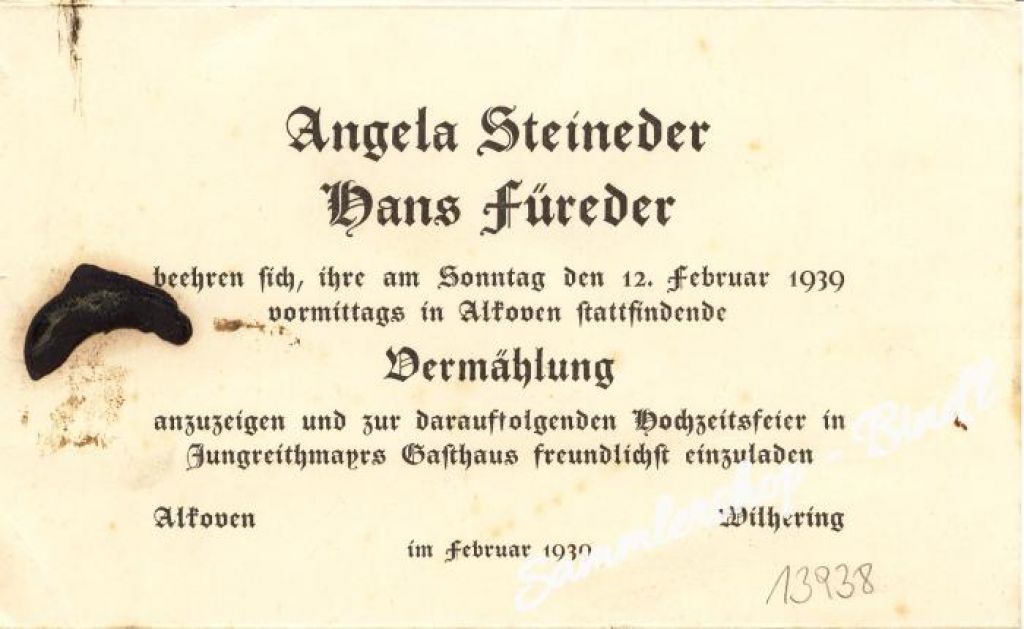 Angela Steineder
Hans Füreder
beehren sich, ihre am Sonntag den 12. Februar 1939
vormittags in Alkoven stattfindende
Vermählung
anzuzeigen und zur darauffolgenden Hochzeitsfeier in
Jungreithmayrs Gasthaus freundlichst einzuladen
Alkoven
Wilhering
im Februar 1939
Sammlershop -
13938